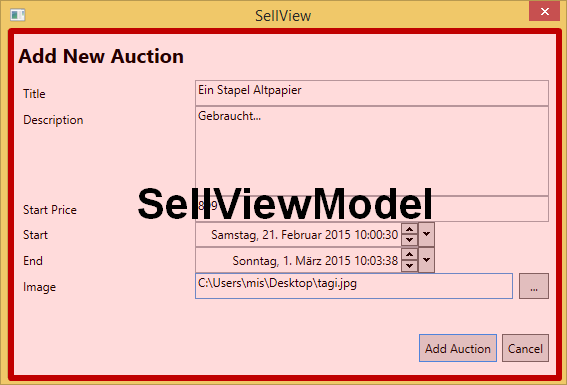 SellView
Add New Auction
Title
Ein Stapel Altpapier
Description
Gebraucht...
SellViewModel
Start Price
Start
Samstag, 21. Februar 2015 10:00:30
End
Sonntag, 1. März 2015 10:03:38
Image
C:\Users\mis\Desktop\tagi.jpg
...
Add Auction
Cancel